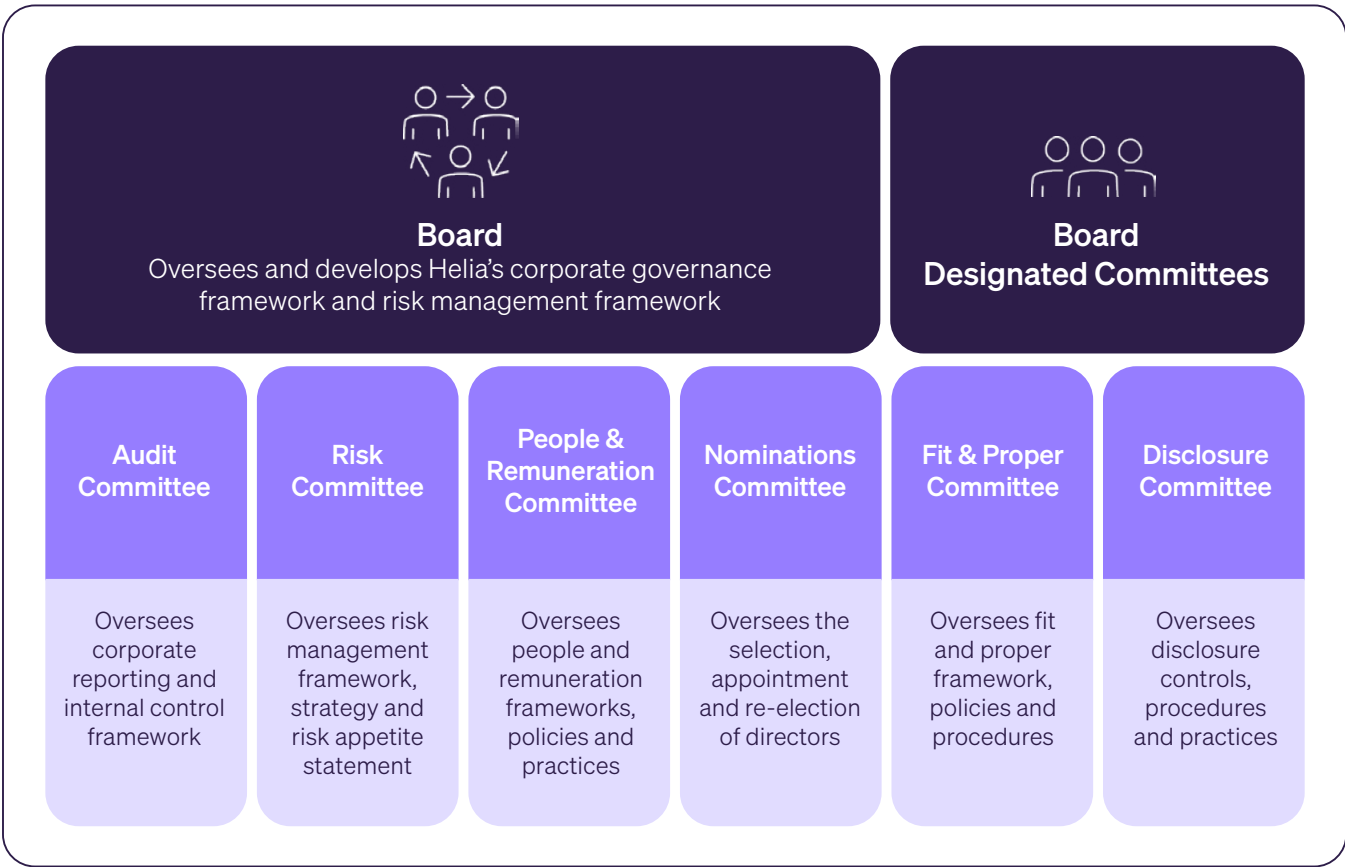 Board
Oversees and develops Helia’s corporate governance
framework and risk management framework
Board
Designated Committees
Audit
Committee
Oversees
corporate
reporting and
internal control
framework
Risk
Committee
Oversees risk
management
framework,
strategy and
risk appetite
statement
People &
Remuneration
Committee
Oversees
people and
remuneration
frameworks,
policies and
practices
Nominations
Committee
Oversees the
selection,
appointment
and re-election
of directors
Fit & Proper
Committee
Oversees fit
and proper
framework,
policies and
procedures
Disclosure
Committee
Oversees
disclosure
controls,
procedures
and practices